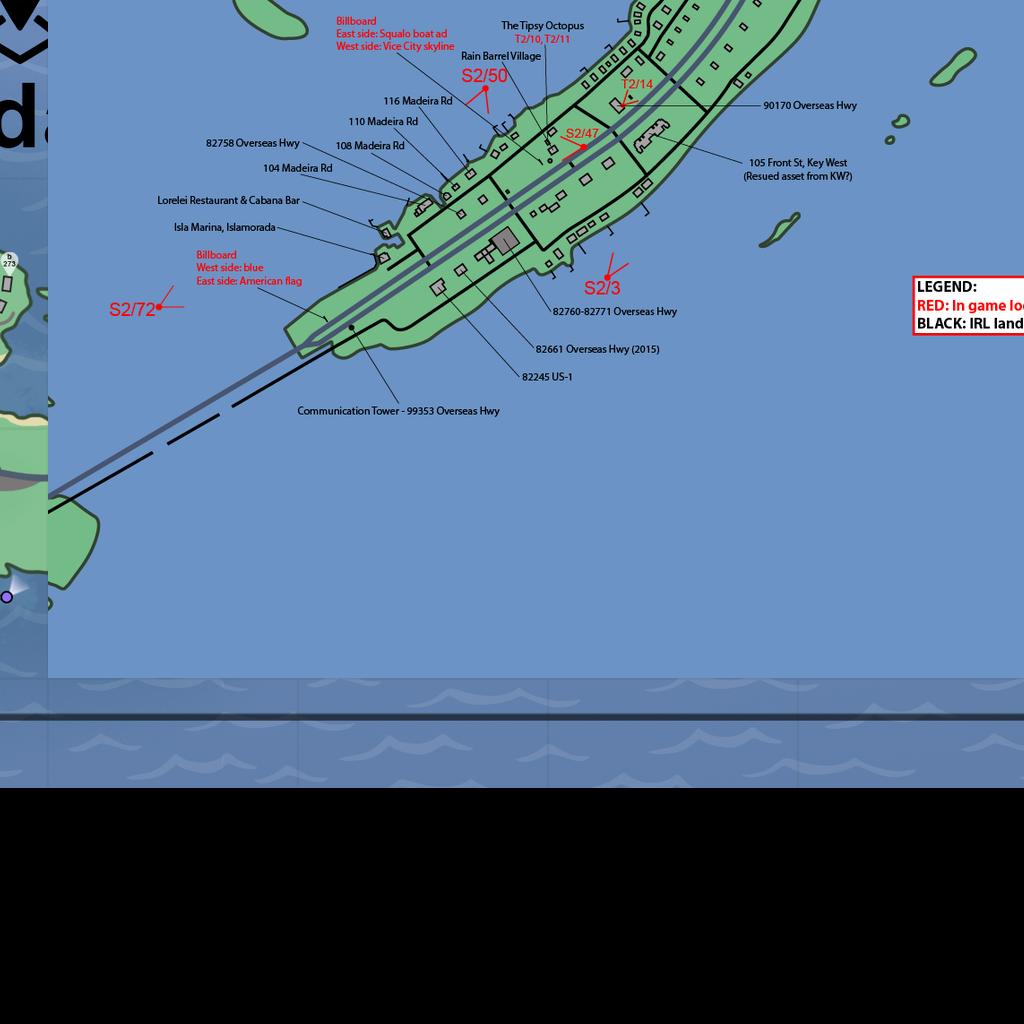 Billboard
East side: Squalo boat ad
West side: Vice City skyline
The Tipsy Octopus
T2/10, T2/11
Rain Barrel Village
S2/50
T2/14
116 Madeira Rd
90170 Overseas Hwy
110 Madeira Rd
S2/47
82758 Overseas Hwy
108 Madeira Rd
104 Madeira Rd
105 Front St, Key West
(Resued asset from KW?)
Lorelei Restaurant & Cabana Bar
Isla Marina, Islamorada
Billboard
West side: blue
East side: American flag
b
273
S2/72
S2/3
LEGEND:
RED: In game lo
BLACK: IRL land
82760-82771 Overseas Hwy
82661 Overseas Hwy (2015)
82245 US-1
Communication Tower - 99353 Overseas Hwy